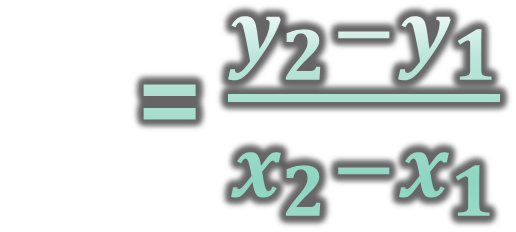 = y₂−y₁ / x₂−x₁